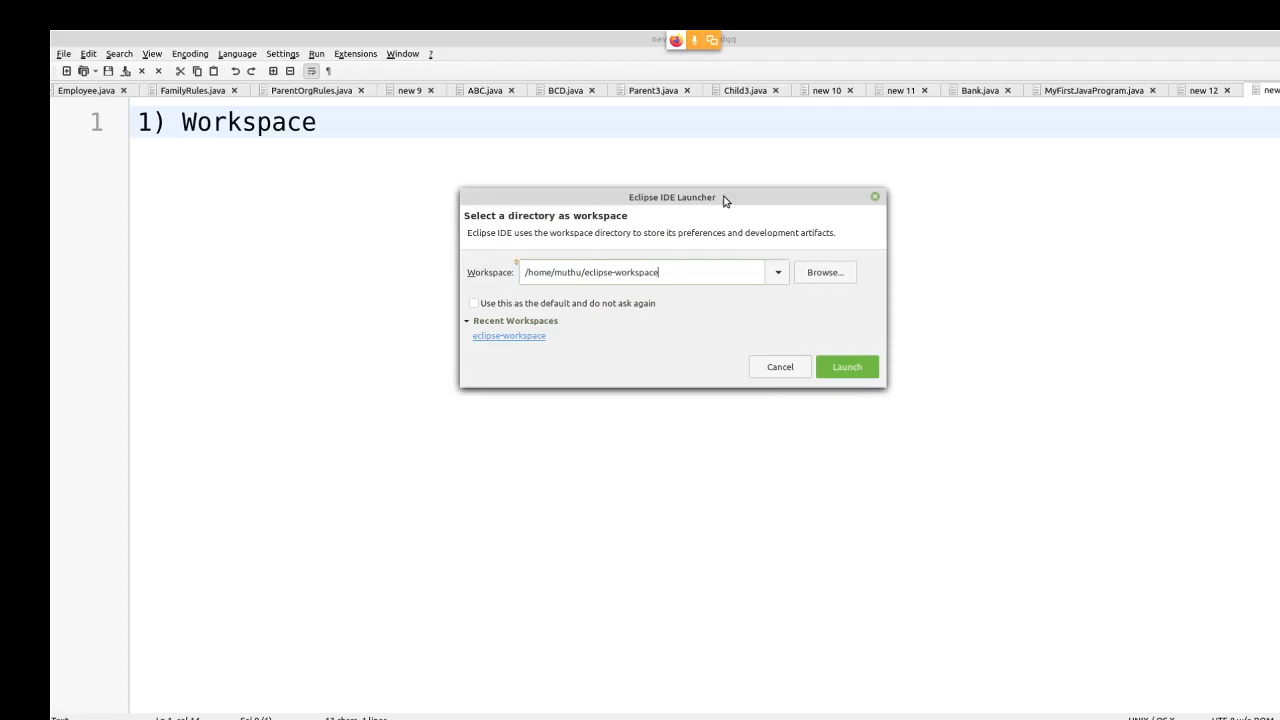 File Edit Search View Encoding Language Settings Run Extensions Window ?
Employee.java FamilyRules.java ParentOrgRules.java new 9 ABC.java BCD.java Parent3.java Child3.java new 10 new 11 Bank.java MyFirstJavaProgram.java new 12 new
1 1) Workspace
Eclipse IDE Launcher
Select a directory as workspace
Eclipse IDE uses the workspace directory to store its preferences and development artifacts.
Workspace: /home/muthu/eclipse-workspace Browse...
Use this as the default and do not ask again
Recent Workspaces
eclipse-workspace
Cancel Launch